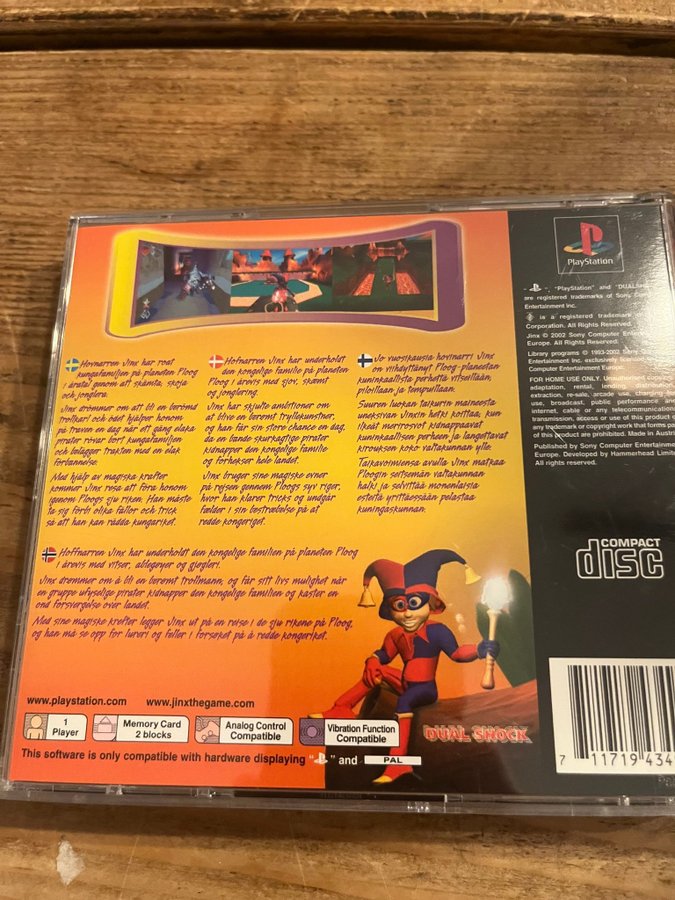 Hovnarren Jinx har roat
kungafamiljen på planeten Ploog
i åratal genom att skämta, skoja
och jonglera.
Jinx drömmer om att bli en berömd
trollkarl och ödet hjälper honom
på traven en dag när ett gäng elaka
pirater rövar bort kungafamiljen
och belägger trakten med en elak
förbannelse.
Med hjälp av magiska krafter
kommer Jinx resa att föra honom
genom Ploogs sju riken. Han måste
ta sig förbi olika fällor och trick
så att han kan rädda kungariket.
Hofnarren Jinx har underholdt
den kongelige familie på planeten
Ploog i årevis med sjov, skæmt
og jonglering.
Jinx har skjulte ambitioner om
at blive en berømt tryllekunstner,
og han får sin store chance en dag,
da en bande skurkagtige pirater
kidnapper den kongelige familie
og forhekser hele landet.
Jinx bruger sine magiske evner
på rejsen gennem Ploogs syv riger,
hvor han klarer tricks og undgår
fælder i sin bestræbelse på at
redde kongeriget.
Jo vuosikausia hovinarri Jinx
on viihdyttänyt Ploog-planeetan
kuninkaallista perhettä vitseillään,
piloillaan ja tempuillaan.
Suuren luokan taikurin maineesta
uneksivan Jinxin hetki koittaa, kun
ilkeät merirosvot kidnappaavat
kuninkaallisen perheen ja langettavat
kirouksen koko valtakunnan ylle.
Taikavoimiensa avulla Jinx matkaa
Ploogin seitsemän valtakunnan
halki ja selvittää monenlaisia
esteitä yrittäessään pelastaa
kuningaskunnan.
Hoffnarren Jinx har underholdt den kongelige familien på planeten Ploog
i årevis med vitser, ablegøyer og gjøgleri.
Jinx drømmer om å bli en berømt trollmann, og får sitt livs mulighet når
en gruppe ufyselige pirater kidnapper den kongelige familien og kaster en
ond forsvergelse over landet.
Med sine magiske krefter legger Jinx ut på en reise i de sju rikene på Ploog,
og han må se opp for lureri og feller i forsøket på å redde kongeriket.
www.playstation.com www.jinxthegame.com
1
Player
Memory Card
2 blocks
Analog Control
Compatible
Vibration Function
Compatible
DUAL SHOCK
This software is only compatible with hardware displaying " " and PAL
PlayStation
" ", "PlayStation" and "DUALSH
are registered trademarks of Sony Com
Entertainment Inc.
is a registered trademark
Corporation. All Rights Reserved.
Jinx © 2002 Sony Computer Entertainment
Europe. All Rights Reserved.
Library programs © 1993-2002 Sony
Entertainment Inc. exclusively licensed
Computer Entertainment Europe.
FOR HOME USE ONLY. Unauthorised
adaptation, rental, lending, distribution,
extraction, re-sale, arcade use, charging for
use, broadcast, public performance and
internet, cable or any telecommunication
transmission, access or use of this product
any trademark or copyright work that forms
of this product are prohibited. Made in Aust
Published by Sony Computer Entertainment
Europe. Developed by Hammerhead Limit
All rights reserved.
COMPACT
disc
7 11719 434